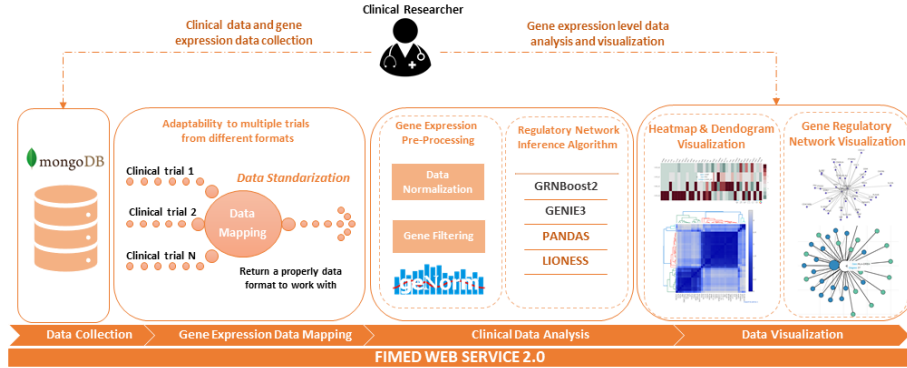 Clinical Researcher
Clinical data and gene
expression data collection
Gene expression level data
analysis and visualization
mongoDB
Adaptability to multiple trials
from different formats
Clinical trial 1
Data Standarization
Clinical trial 2
Data
Mapping
Clinical trial N
Return a properly data
format to work with
Gene Expression
Pre-Processing
Data
Normalization
Gene Filtering
geNorm
Regulatory Network
Inference Algorithm
GRNBoost2
GENIE3
PANDAS
LIONESS
Heatmap & Dendogram
Visualization
Gene Regulatory
Network Visualization
Data Collection
Gene Expression Data Mapping
Clinical Data Analysis
Data Visualization
FIMED WEB SERVICE 2.0